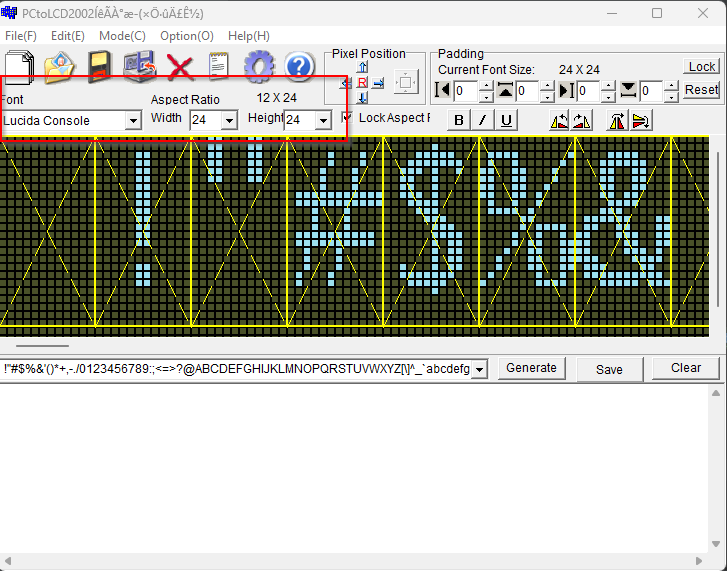 PCtoLCD2002ÍêÃÀ°æ-(×Ö·ûÄ£Ê½)
File(F) Edit(E) Mode(C) Option(O) Help(H)
Pixel Position
R
Padding
Current Font Size: 24 X 24
Lock
0 0 0 0
Reset
Font
Aspect Ratio 12 X 24
Lucida Console
Width 24
Height 24
Lock Aspect R
B I U
!"#$%&
!"#$%&'()*+,-./0123456789:;<=>?@ABCDEFGHIJKLMNOPQRSTUVWXYZ[\]^_`abcdefg
Generate
Save
Clear